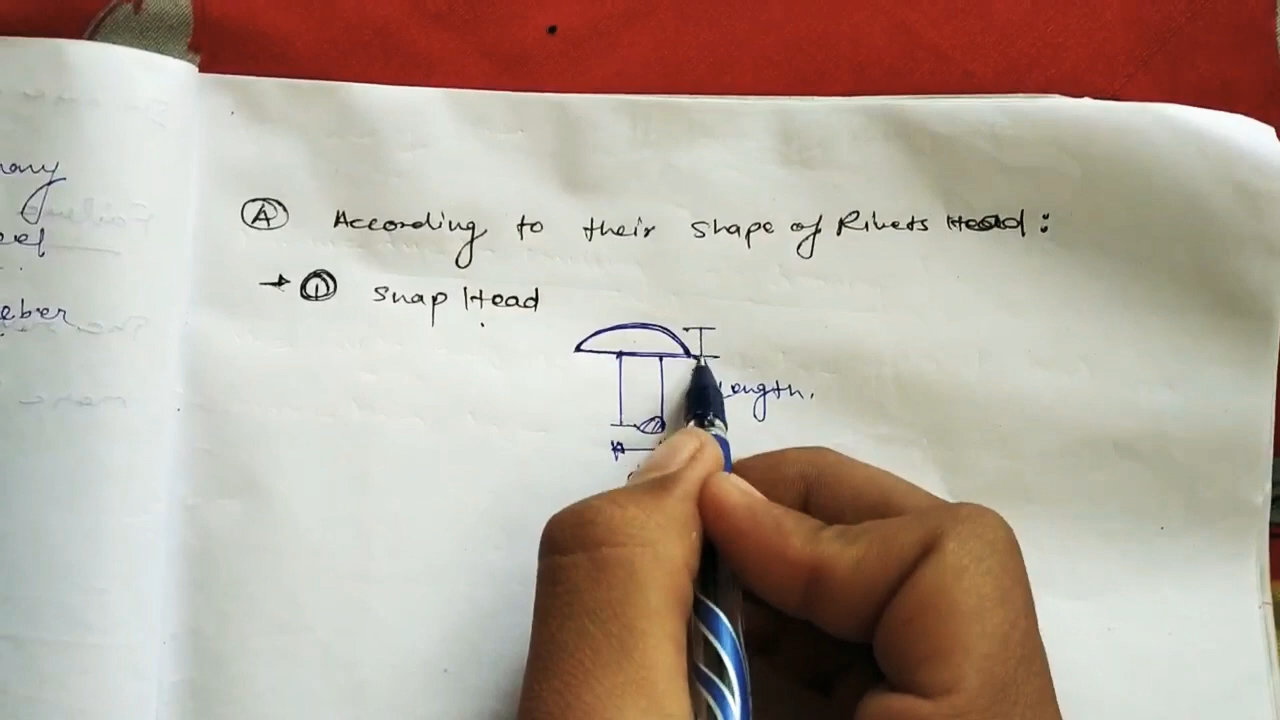 Ⓐ According to their shape of Rivets Head :
→ ① Snap Head
Length.